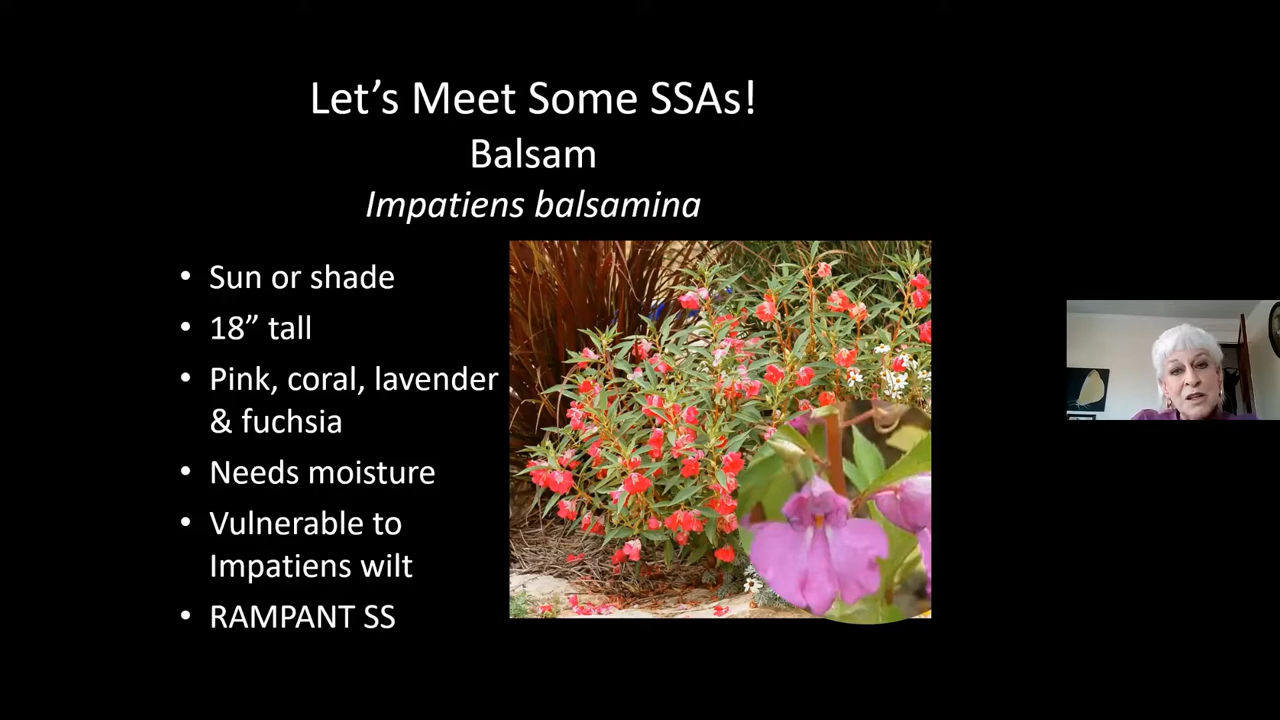 Let’s Meet Some SSAs!
Balsam
Impatiens balsamina
• Sun or shade
• 18” tall
• Pink, coral, lavender
& fuchsia
• Needs moisture
• Vulnerable to
Impatiens wilt
• RAMPANT SS